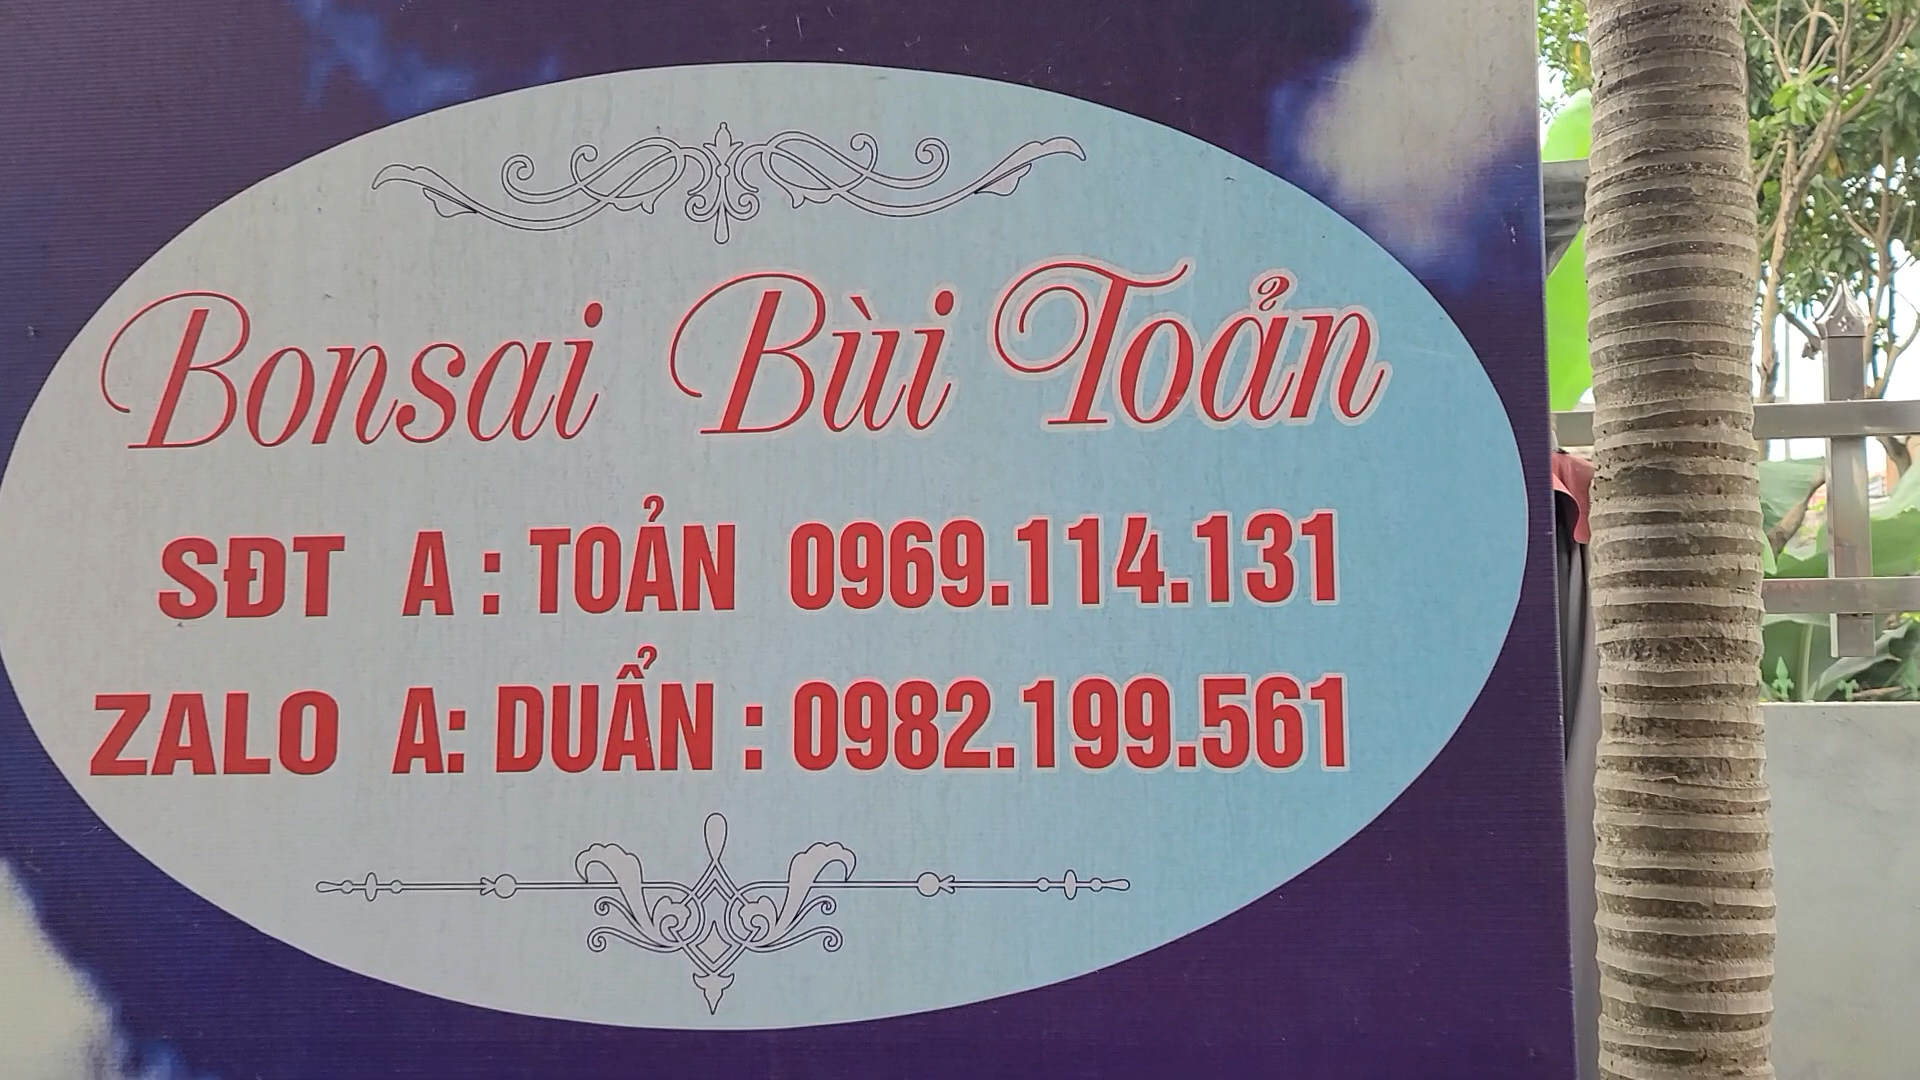 Bonsai Bùi Toản
SĐT A : TOẢN 0969.114.131
ZALO A: DUẨN : 0982.199.561